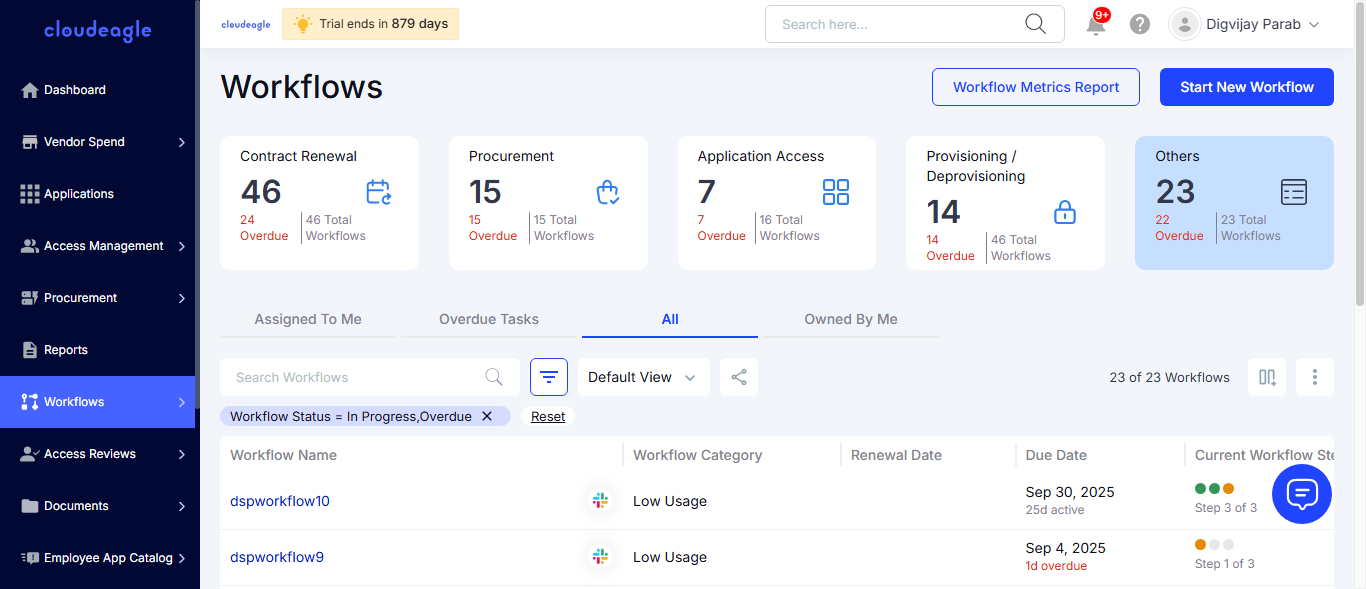 cloudeagle
Dashboard
Vendor Spend
Applications
Access Management
Procurement
Reports
Workflows
Access Reviews
Documents
Employee App Catalog
cloudeagle
Trial ends in 879 days
Search here...
9+
?
Digvijay Parab
Workflows
Workflow Metrics Report
Start New Workflow
Contract Renewal
46
24 Overdue
46 Total Workflows
Procurement
15
15 Overdue
15 Total Workflows
Application Access
7
7 Overdue
16 Total Workflows
Provisioning /
Deprovisioning
14
14 Overdue
46 Total Workflows
Others
23
22 Overdue
23 Total Workflows
Assigned To Me
Overdue Tasks
All
Owned By Me
Search Workflows
Default View
23 of 23 Workflows
Workflow Status = In Progress,Overdue
Reset
Workflow Name
Workflow Category
Renewal Date
Due Date
Current Workflow Ste
dspworkflow10
Low Usage
Sep 30, 2025
25d active
Step 3 of 3
dspworkflow9
Low Usage
Sep 4, 2025
1d overdue
Step 1 of 3